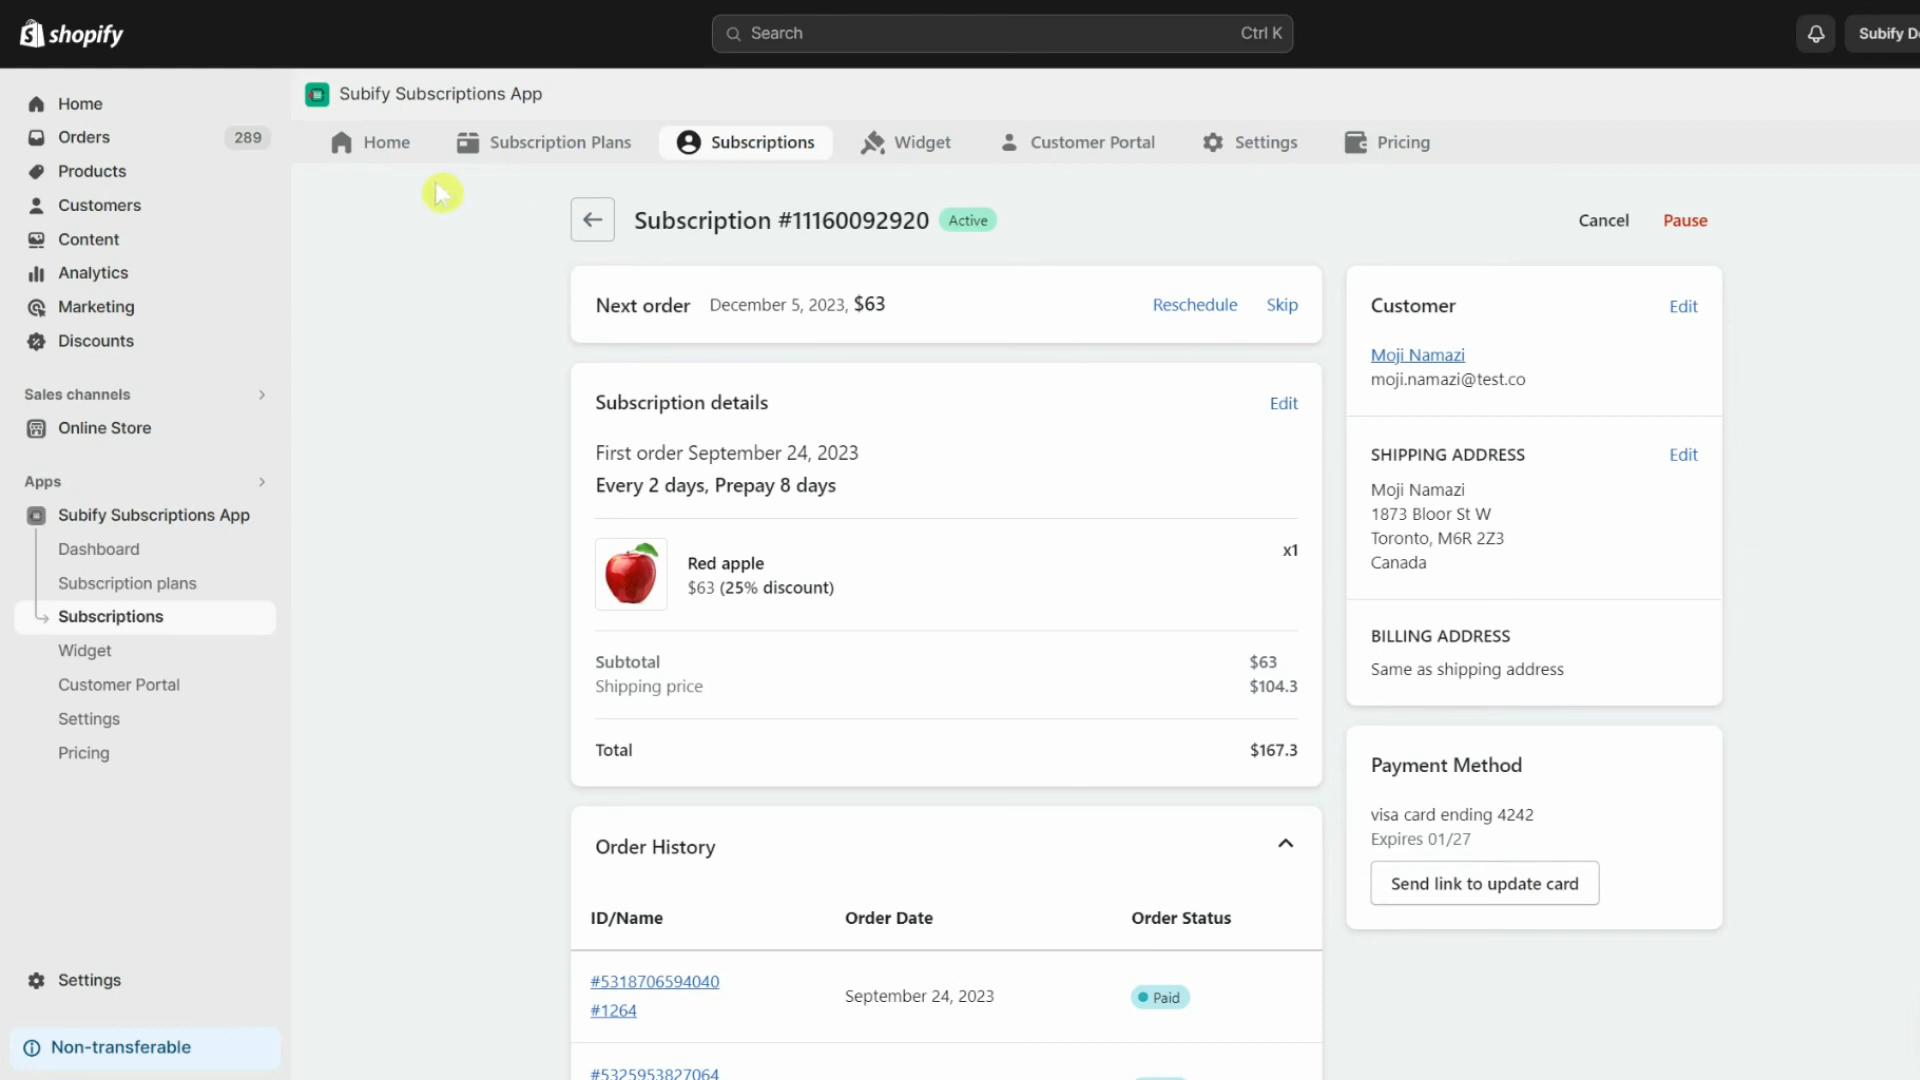 shopify
Search
Ctrl K
Subify D
Home
Orders
289
Products
Customers
Content
Analytics
Marketing
Discounts
Sales channels
Online Store
Apps
Subify Subscriptions App
Dashboard
Subscription plans
Subscriptions
Widget
Customer Portal
Settings
Pricing
Settings
Non-transferable
Subify Subscriptions App
Home
Subscription Plans
Subscriptions
Widget
Customer Portal
Settings
Pricing
Subscription #11160092920
Active
Cancel
Pause
Next order
December 5, 2023, $63
Reschedule
Skip
Subscription details
Edit
First order September 24, 2023
Every 2 days, Prepay 8 days
Red apple
x1
$63 (25% discount)
Subtotal
$63
Shipping price
$104.3
Total
$167.3
Order History
ID/Name
Order Date
Order Status
#5318706594040
#1264
September 24, 2023
Paid
#5325953827064
Customer
Edit
Moji Namazi
moji.namazi@test.co
SHIPPING ADDRESS
Edit
Moji Namazi
1873 Bloor St W
Toronto, M6R 2Z3
Canada
BILLING ADDRESS
Same as shipping address
Payment Method
visa card ending 4242
Expires 01/27
Send link to update card